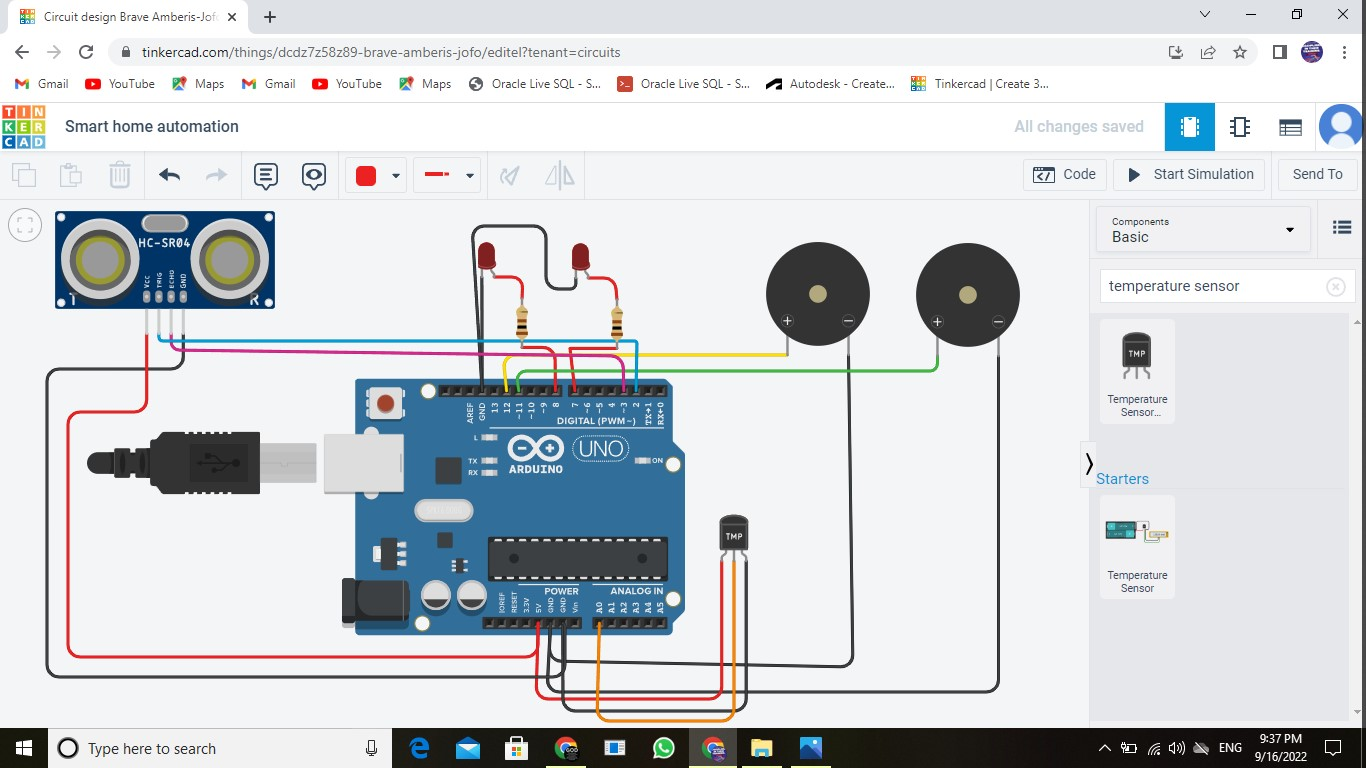 Circuit design Brave Amberis-Jof
tinkercad.com/things/dcdz7z58z89-brave-amberis-jofo/editel?tenant=circuits
Gmail
YouTube
Maps
Gmail
YouTube
Maps
Oracle Live SQL - S...
Oracle Live SQL - S...
Autodesk - Create...
Tinkercad | Create 3...
TIN
KER
CAD
Smart home automation
All changes saved
Code
Start Simulation
Send To
Components
Basic
temperature sensor
TMP
Temperature
Sensor...
Starters
Temperature
Sensor
HC-SR04
VCC
TRIG
ECHO
GND
T
R
AREF
GND
13
12
~11
~10
~9
8
7
~6
~5
4
~3
2
TX→1
RX←0
DIGITAL (PWM~)
L
TX
RX
ARDUINO
UNO
ON
TMP
POWER
ANALOG IN
IOREF
RESET
3.3V
5V
GND
GND
Vin
A0
A1
A2
A3
A4
A5
Type here to search
ENG
9:37 PM
9/16/2022